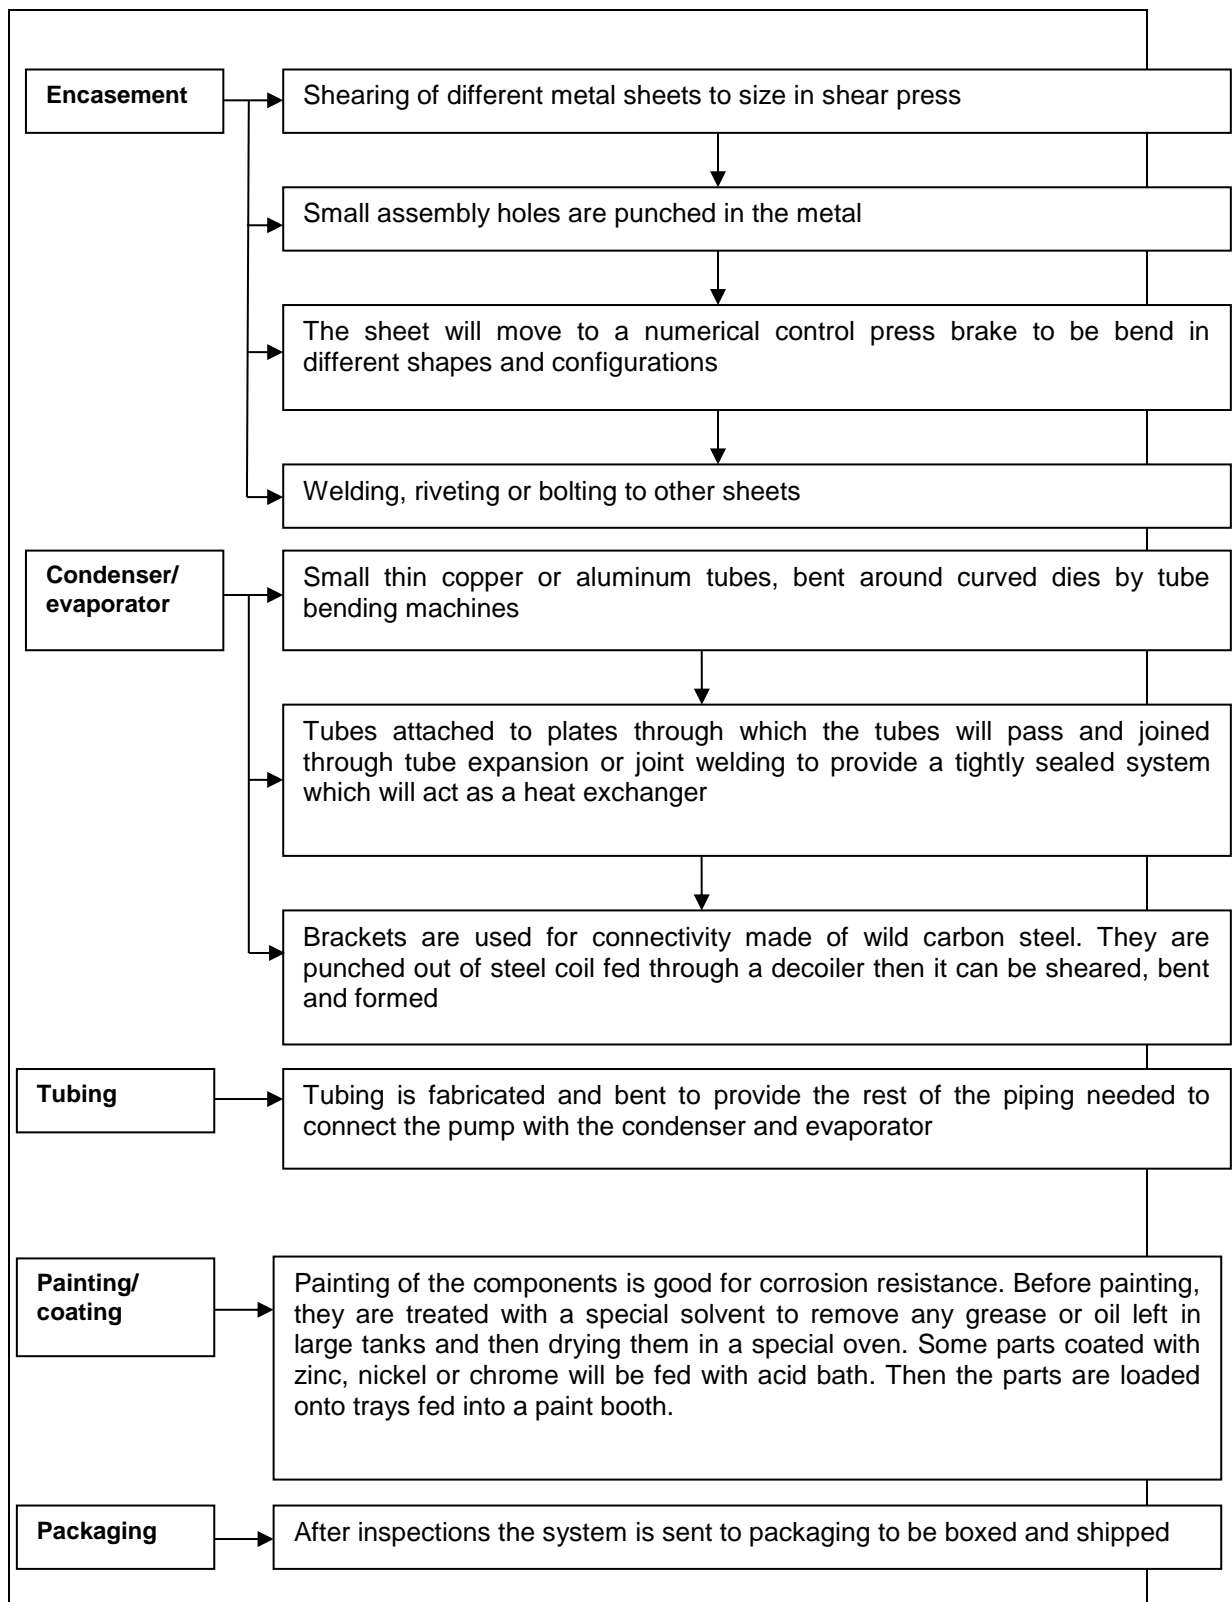 Encasement
Shearing of different metal sheets to size in shear press
Small assembly holes are punched in the metal
The sheet will move to a numerical control press brake to be bend in
different shapes and configurations
Welding, riveting or bolting to other sheets
Condenser/
evaporator
Small thin copper or aluminum tubes, bent around curved dies by tube
bending machines
Tubes attached to plates through which the tubes will pass and joined
through tube expansion or joint welding to provide a tightly sealed system
which will act as a heat exchanger
Brackets are used for connectivity made of wild carbon steel. They are
punched out of steel coil fed through a decoiler then it can be sheared, bent
and formed
Tubing
Tubing is fabricated and bent to provide the rest of the piping needed to
connect the pump with the condenser and evaporator
Painting/
coating
Painting of the components is good for corrosion resistance. Before painting,
they are treated with a special solvent to remove any grease or oil left in
large tanks and then drying them in a special oven. Some parts coated with
zinc, nickel or chrome will be fed with acid bath. Then the parts are loaded
onto trays fed into a paint booth.
Packaging
After inspections the system is sent to packaging to be boxed and shipped